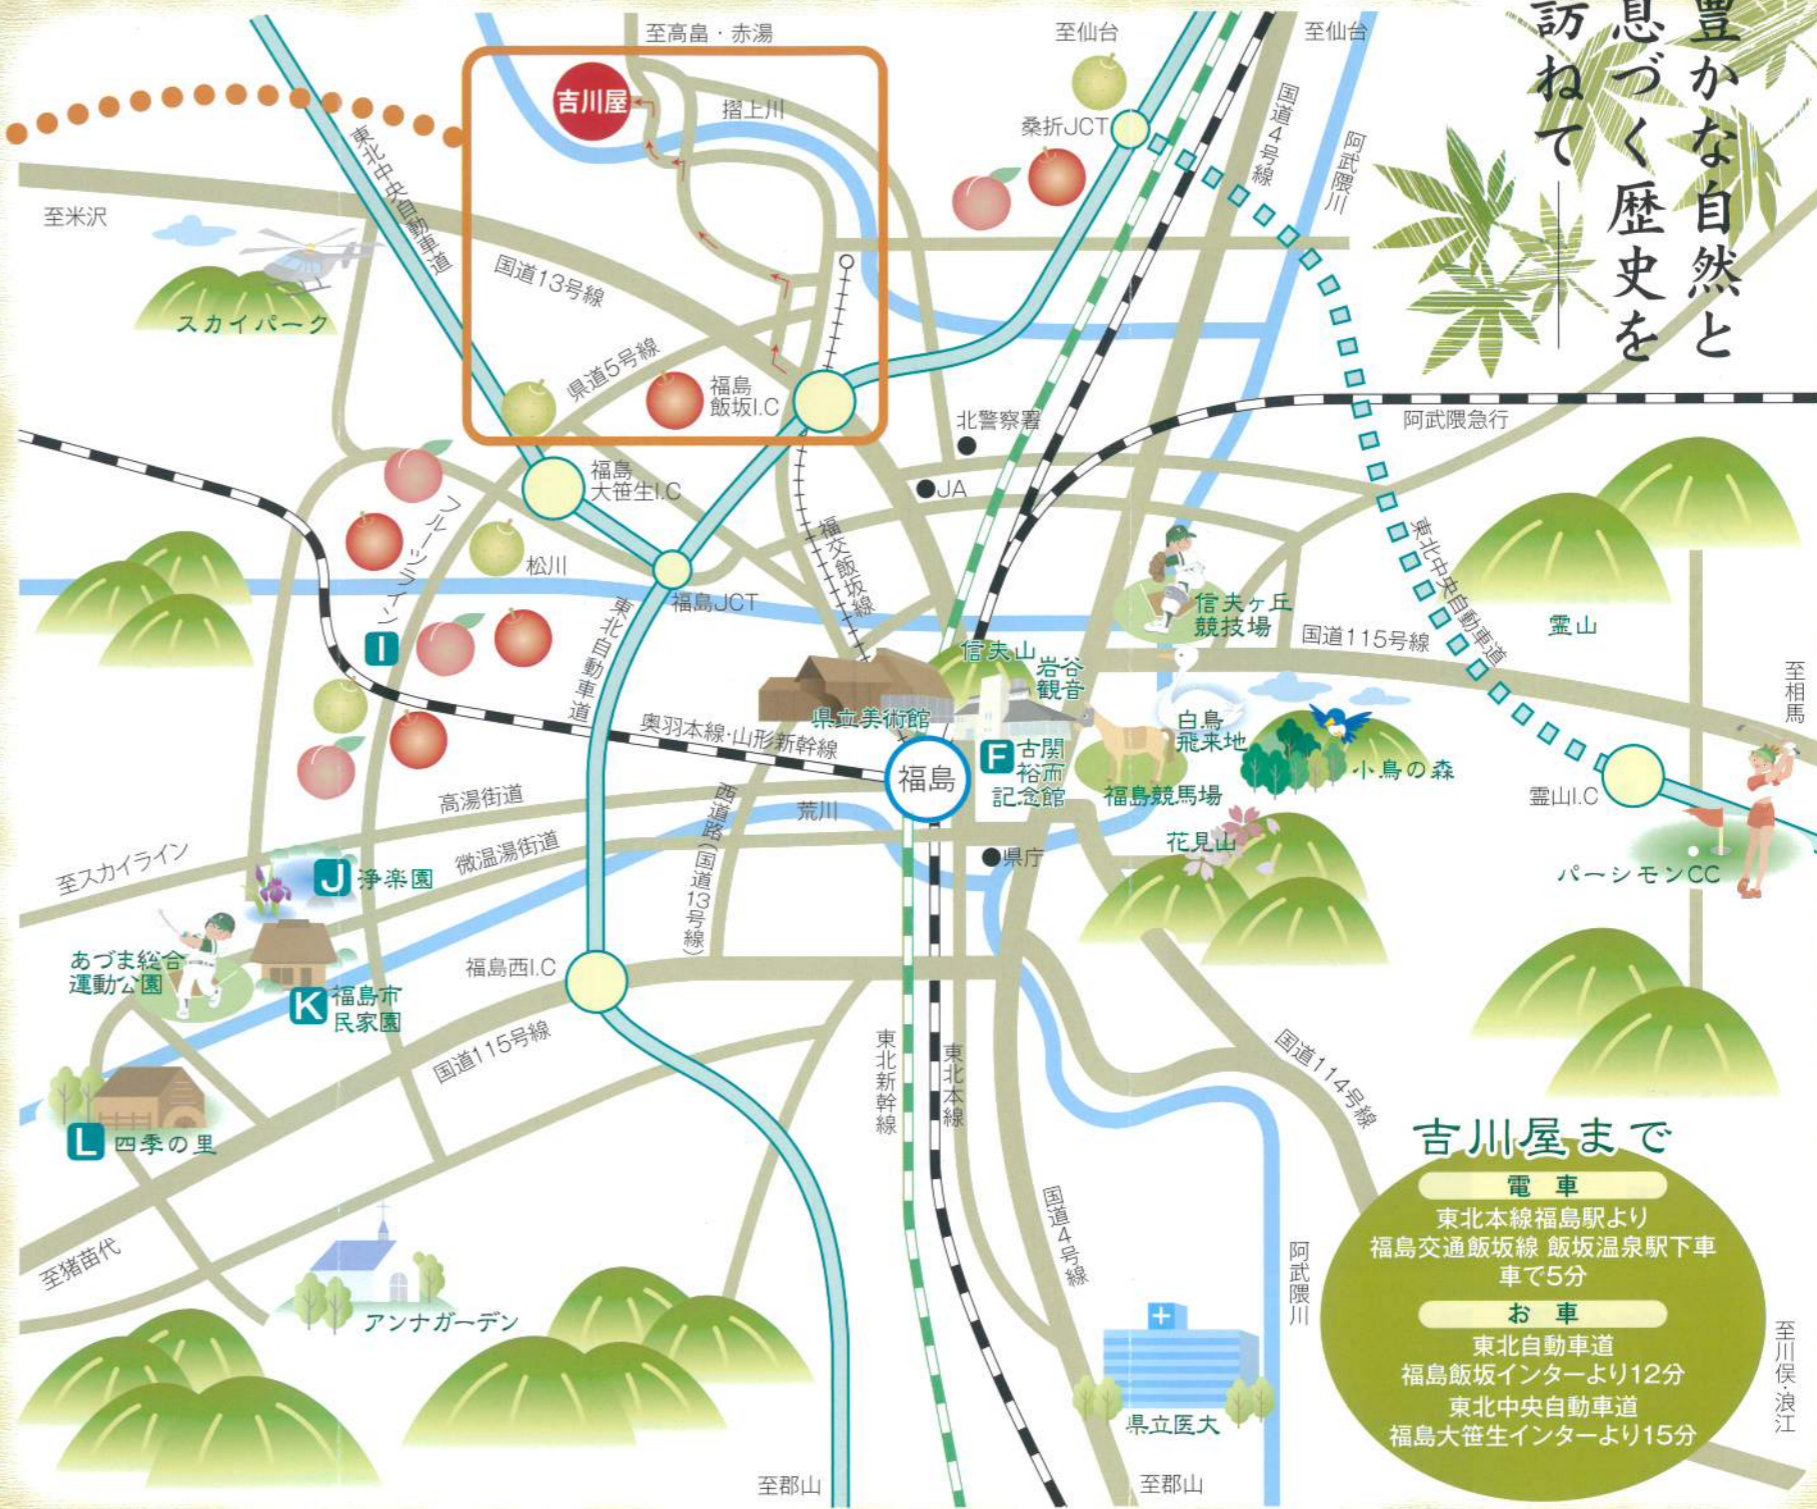 豊かな自然と
息づく歴史を
訪ねて
至高畠・赤湯
至仙台
至仙台
吉川屋
摺上川
桑折JCT
国道4号線
阿武隈川
東北中央自動車道
至米沢
国道13号線
スカイパーク
県道5号線
福島
飯坂I.C
北警察署
阿武隈急行
福島
大笹生I.C
JA
フルーツライン
松川
福交飯坂線
東北中央自動車道
福島JCT
東北自動車道
信夫ヶ丘
競技場
国道115号線
霊山
I
信夫山
岩谷
観音
至相馬
県立美術館
白鳥
飛来地
奥羽本線・山形新幹線
福島
F
古関
裕而
記念館
福島競馬場
小鳥の森
霊山I.C
高湯街道
西道路(国道13号線)
荒川
花見山
微温湯街道
県庁
至スカイライン
J
浄楽園
パーシモンCC
あづま総合
運動公園
福島西I.C
K
福島市
民家園
国道115号線
東北新幹線
東北本線
国道114号線
L
四季の里
国道4号線
阿武隈川
至猪苗代
アンナガーデン
県立医大
至郡山
至郡山
至川俣・浪江
吉川屋まで
電 車
東北本線福島駅より
福島交通飯坂線 飯坂温泉駅下車
車で5分
お 車
東北自動車道
福島飯坂インターより12分
東北中央自動車道
福島大笹生インターより15分